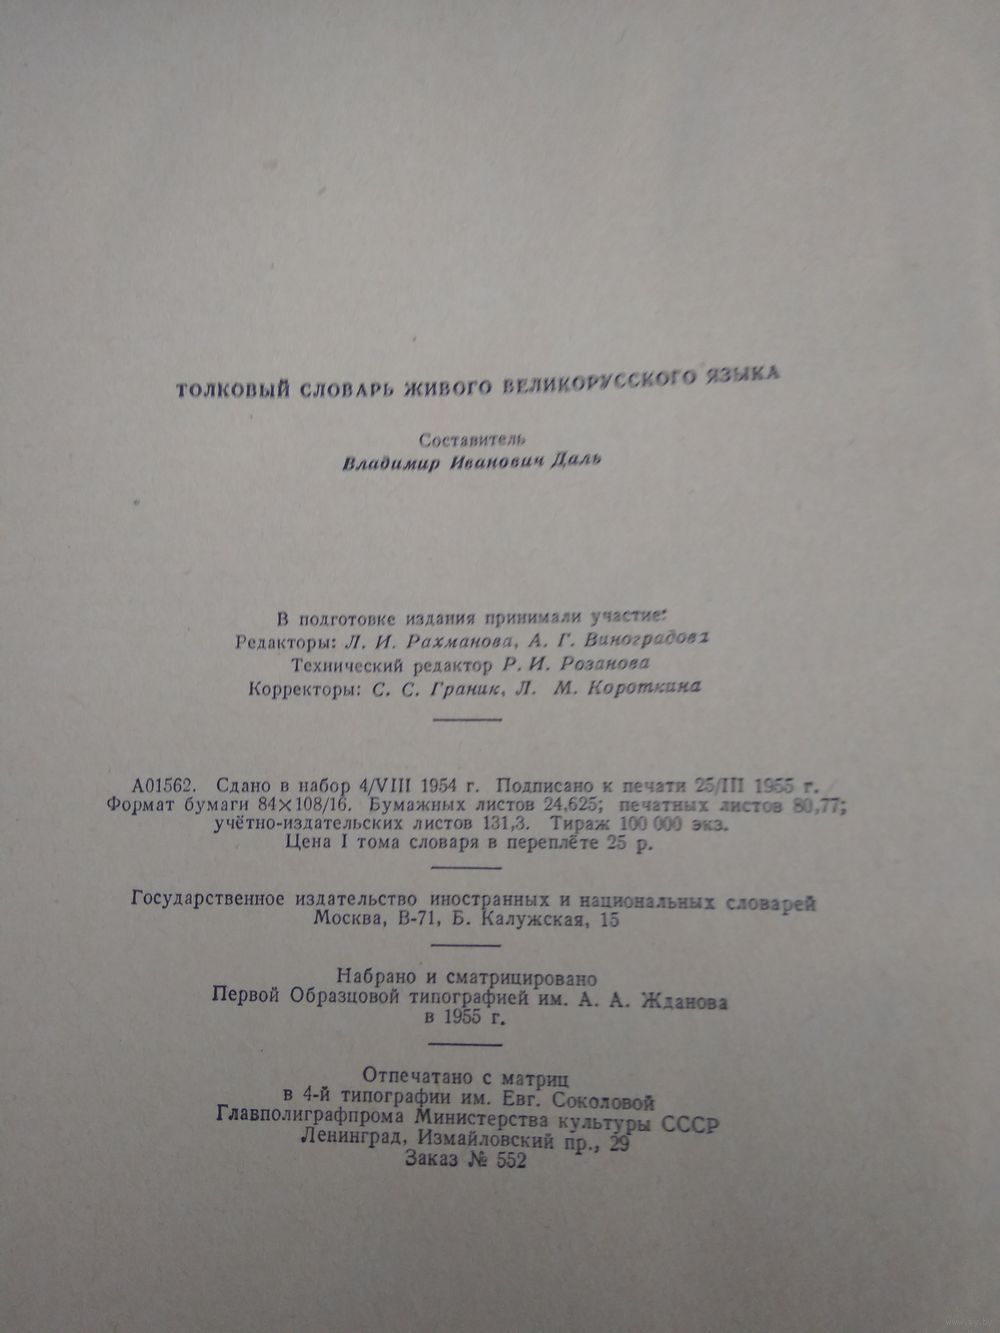 ТОЛКОВЫЙ СЛОВАРЬ ЖИВОГО ВЕЛИКОРУССКОГО ЯЗЫКА
Составитель
Владимир Иванович Даль
В подготовке издания принимали участие:
Редакторы: Л. И. Рахманова, А. Г. Виноградова
Технический редактор Р. И. Розанова
Корректоры: С. С. Граник, Л. М. Короткина
А01562. Сдано в набор 4/VIII 1954 г. Подписано к печати 25/III 1955 г.
Формат бумаги 84×108/16. Бумажных листов 24,625; печатных листов 80,77;
учётно-издательских листов 131,3. Тираж 100 000 экз.
Цена I тома словаря в переплёте 25 р.
Государственное издательство иностранных и национальных словарей
Москва, В-71, Б. Калужская, 15
Набрано и сматрицировано
Первой Образцовой типографией им. А. А. Жданова
в 1955 г.
Отпечатано с матриц
в 4-й типографии им. Евг. Соколовой
Главполиграфпрома Министерства культуры СССР
Ленинград, Измайловский пр., 29
Заказ № 552